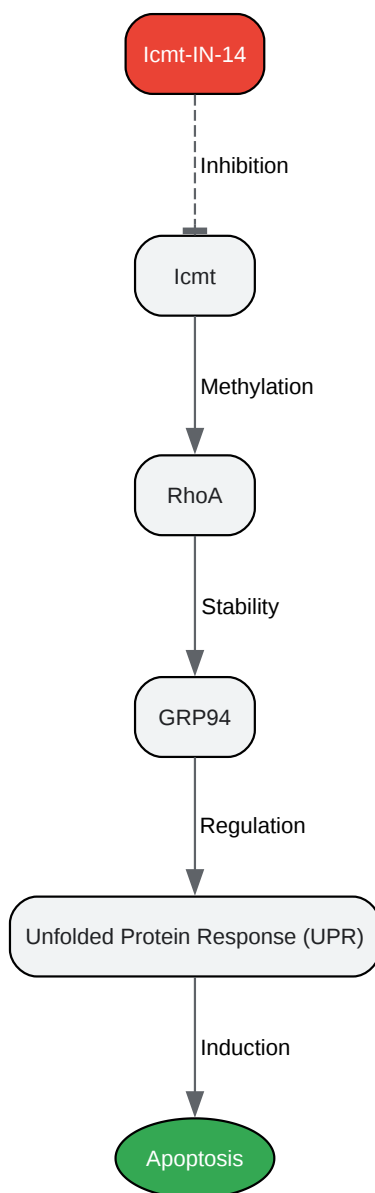 Icmt-IN-14
Inhibition
Icmt
Methylation
RhoA
Stability
GRP94
Regulation
Unfolded Protein Response (UPR)
Induction
Apoptosis